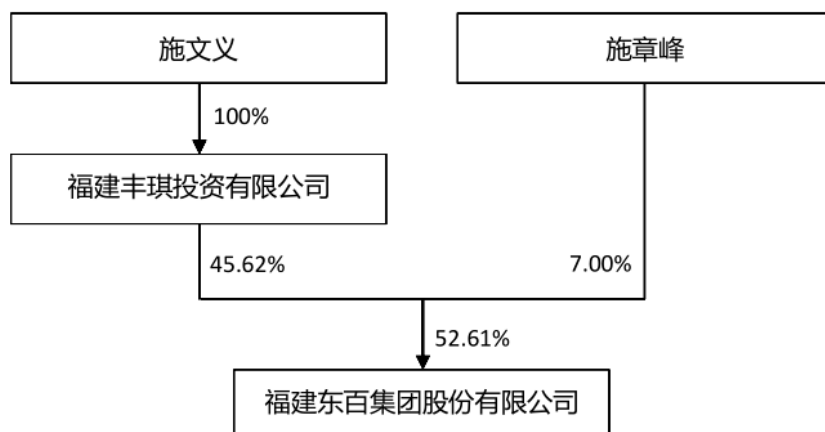 施文义
施章峰
100%
福建丰琪投资有限公司
45.62%
7.00%
52.61%
福建东百集团股份有限公司